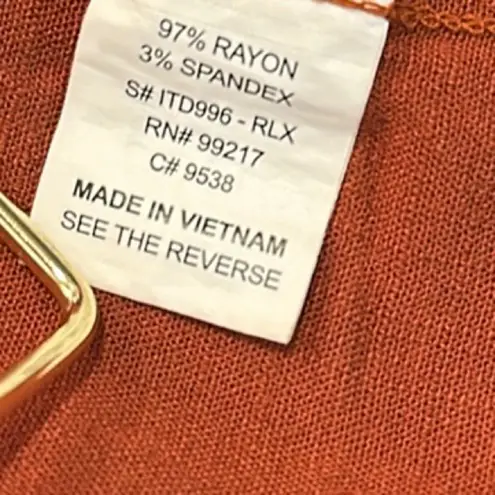 97% RAYON
3% SPANDEX
S# ITD996 - RLX
RN# 99217
C# 9538
MADE IN VIETNAM
SEE THE REVERSE